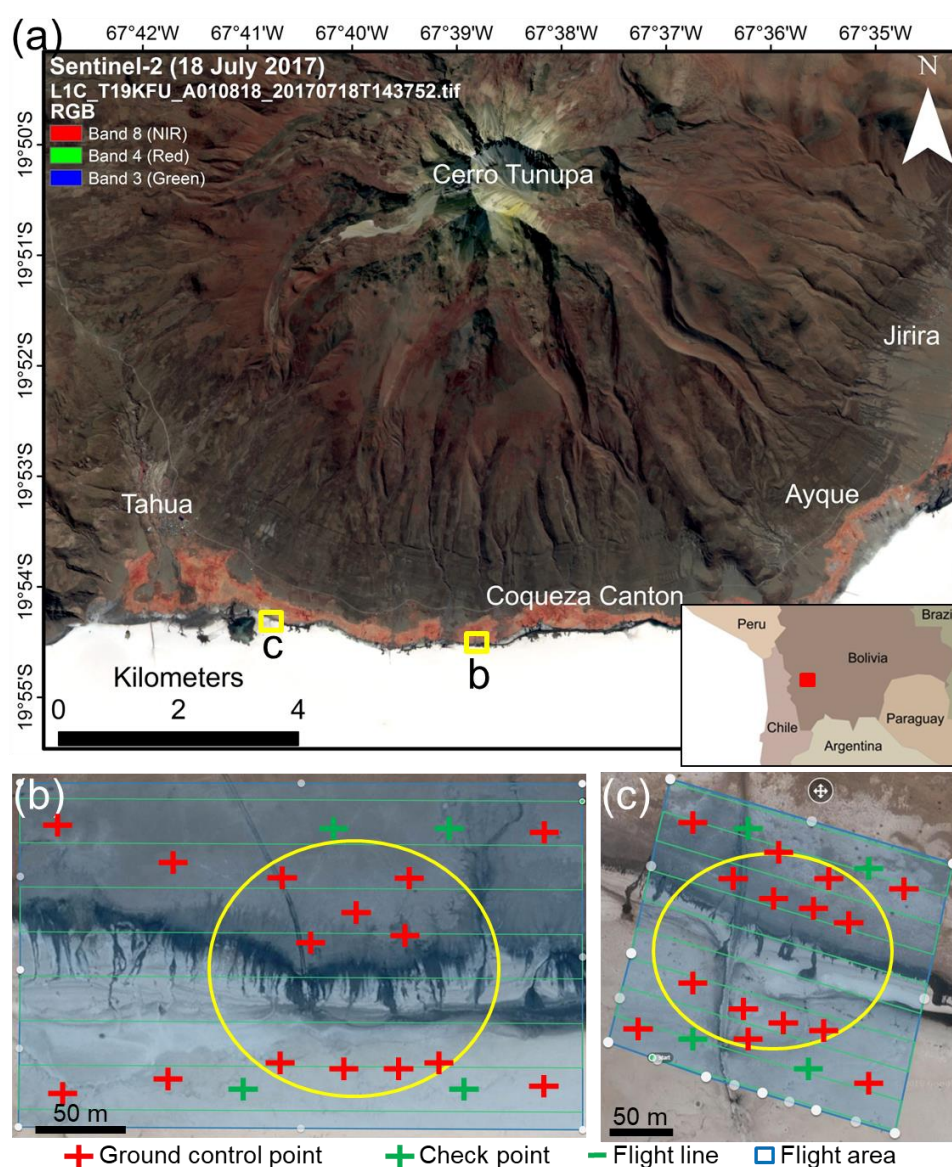 (a)
67°42'W 67°41'W 67°40'W 67°39'W 67°38'W 67°37'W 67°36'W 67°35'W
Sentinel-2 (18 July 2017)
L1C_T19KFU_A010818_20170718T143752.tif
RGB
Band 8 (NIR)
Band 4 (Red)
Band 3 (Green)
N
19°50'S
19°51'S
19°52'S
19°53'S
19°54'S
19°55'S
Cerro Tunupa
Jirira
Ayque
Tahua
Coqueza Canton
c
b
Kilometers
0 2 4
Peru
Brazi
Bolivia
Chile
Paraguay
Argentina
(b)
50 m
(c)
50 m
Ground control point
Check point
Flight line
Flight area